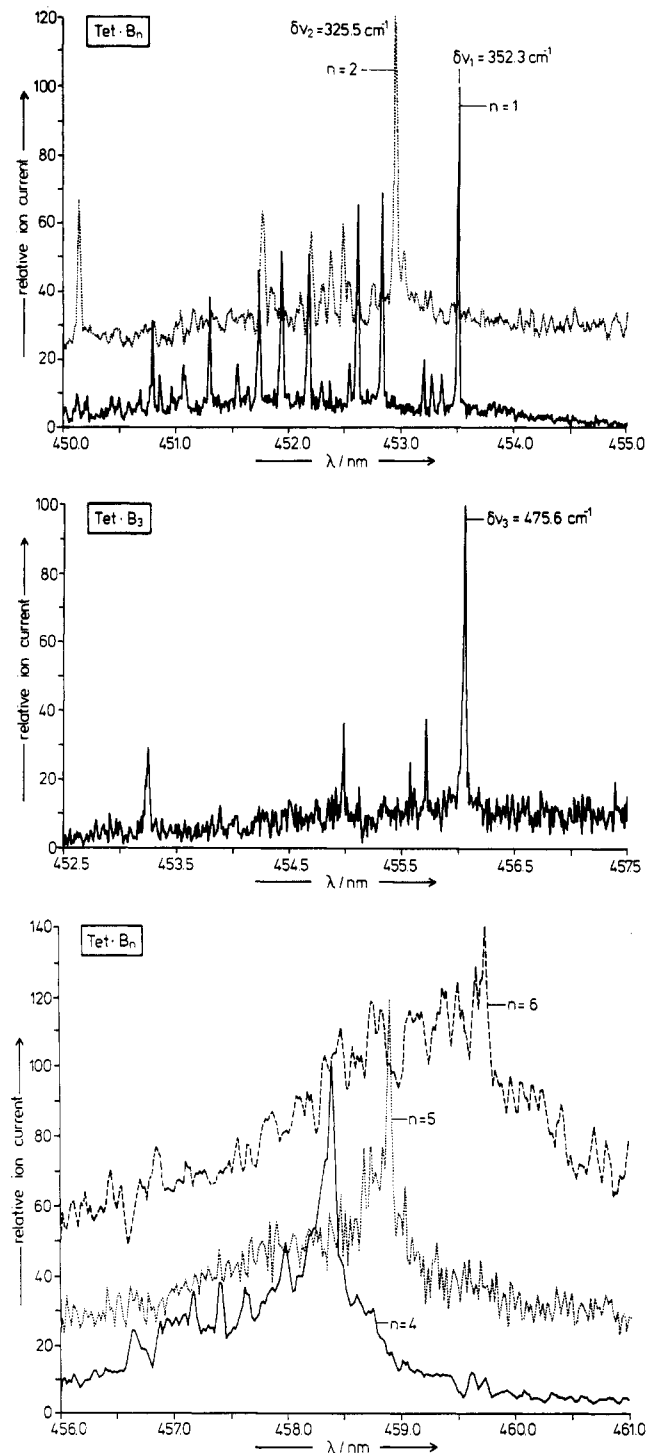 Tet·Bn
δν2 = 325.5 cm-1
n=2
δν1 = 352.3 cm-1
n=1
relative ion current
120
100
80
60
40
20
0
450.0 451.0 452.0 453.0 454.0 455.0
λ/nm
Tet·B3
δν3 = 475.6 cm-1
relative ion current
100
80
60
40
20
0
452.5 453.5 454.5 455.5 456.5 457.5
λ/nm
Tet·Bn
n=6
n=5
n=4
relative ion current
140
120
100
80
60
40
20
0
456.0 457.0 458.0 459.0 460.0 461.0
λ/nm